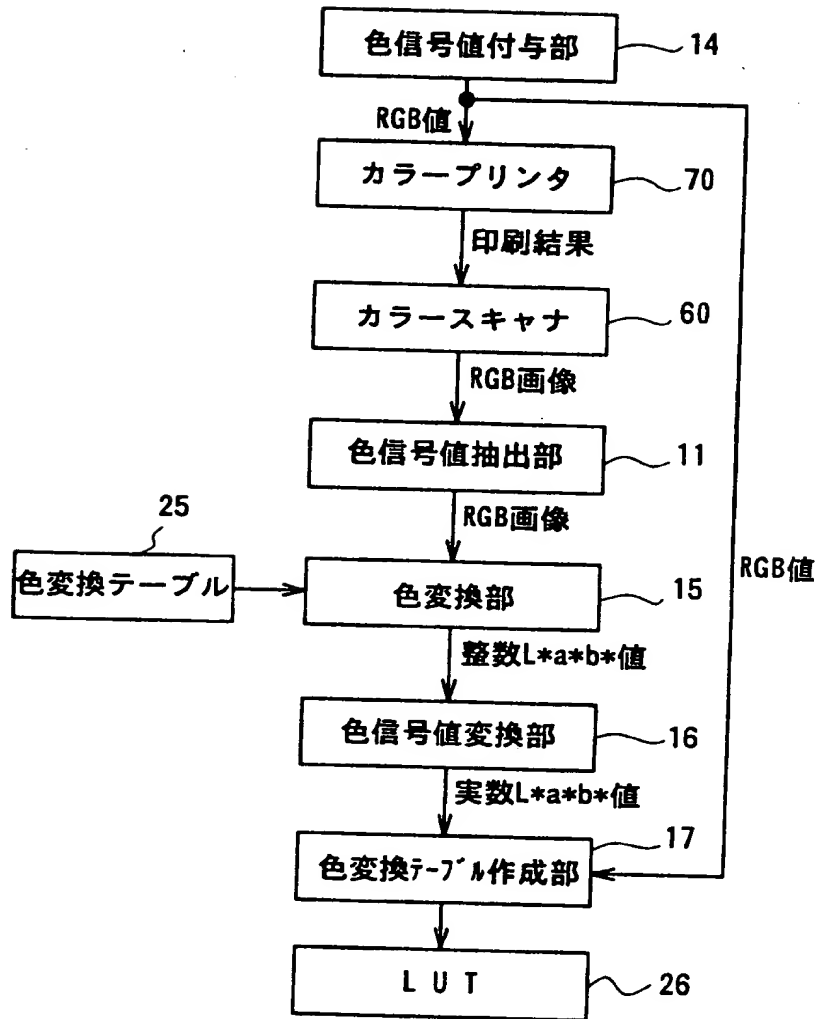 色信号値付与部
14
RGB値
カラープリンタ
70
印刷結果
カラースキャナ
60
RGB画像
色信号値抽出部
11
RGB画像
25
色変換テーブル
色変換部
15
RGB値
整数L*a*b*値
色信号値変換部
16
実数L*a*b*値
17
色変換ﾃｰﾌﾞﾙ作成部
LUT
26